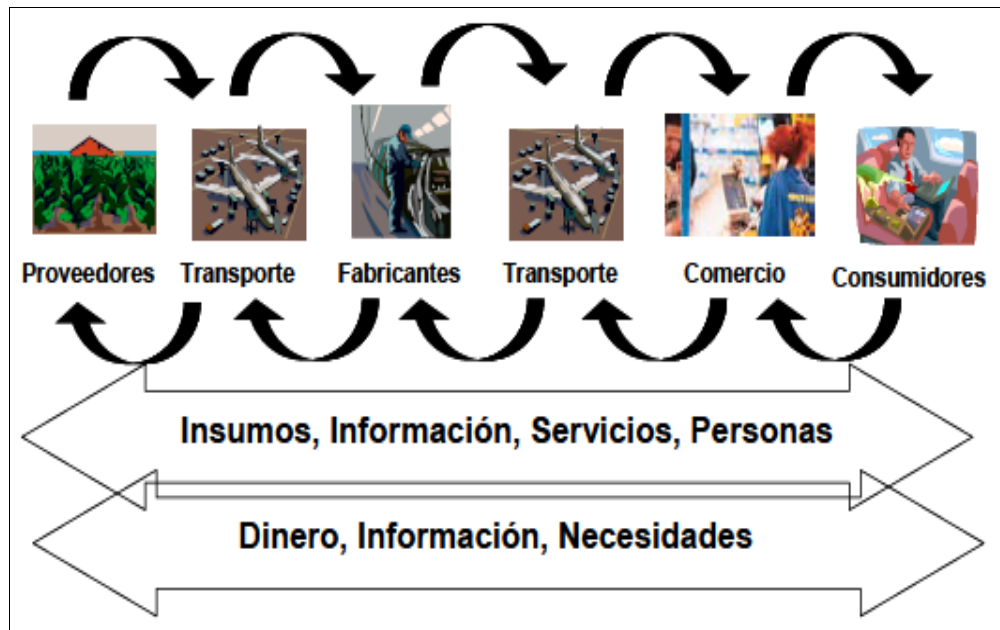 Proveedores Transporte Fabricantes Transporte Comercio Consumidores
Insumos, Información, Servicios, Personas
Dinero, Información, Necesidades